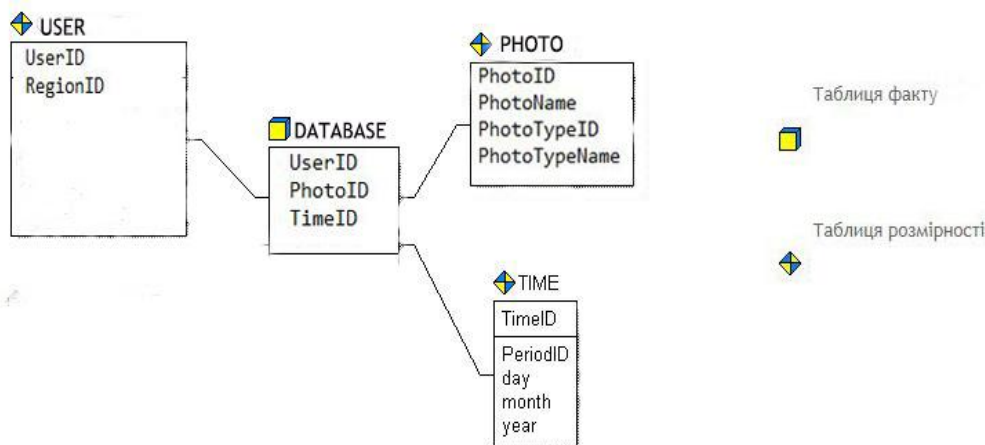 USER
UserID
RegionID
DATABASE
UserID
PhotoID
TimeID
PHOTO
PhotoID
PhotoName
PhotoTypeID
PhotoTypeName
TIME
TimeID
PeriodID
day
month
year
Таблиця факту
Таблиця розмірності